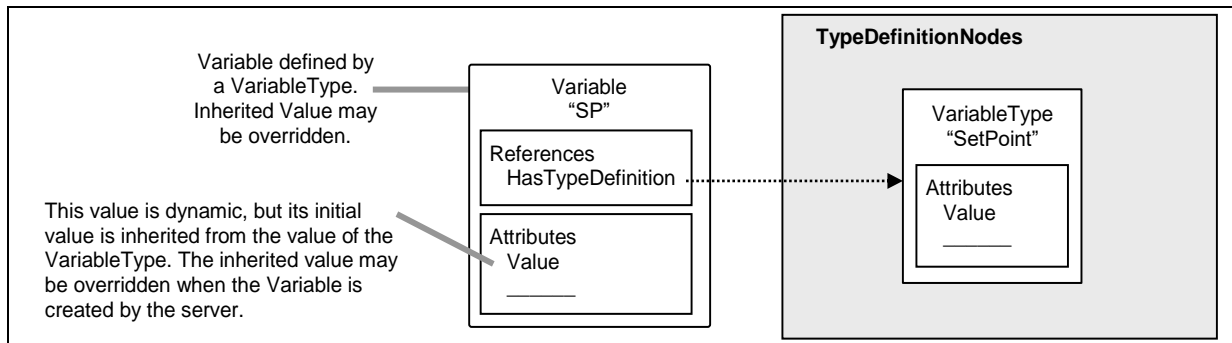 Variable defined by
a VariableType.
Inherited Value may
be overridden.
This value is dynamic, but its initial
value is inherited from the value of the
VariableType. The inherited value may
be overridden when the Variable is
created by the server.
Variable
“SP”
References
HasTypeDefinition
Attributes
Value
______
TypeDefinitionNodes
VariableType
“SetPoint”
Attributes
Value
______